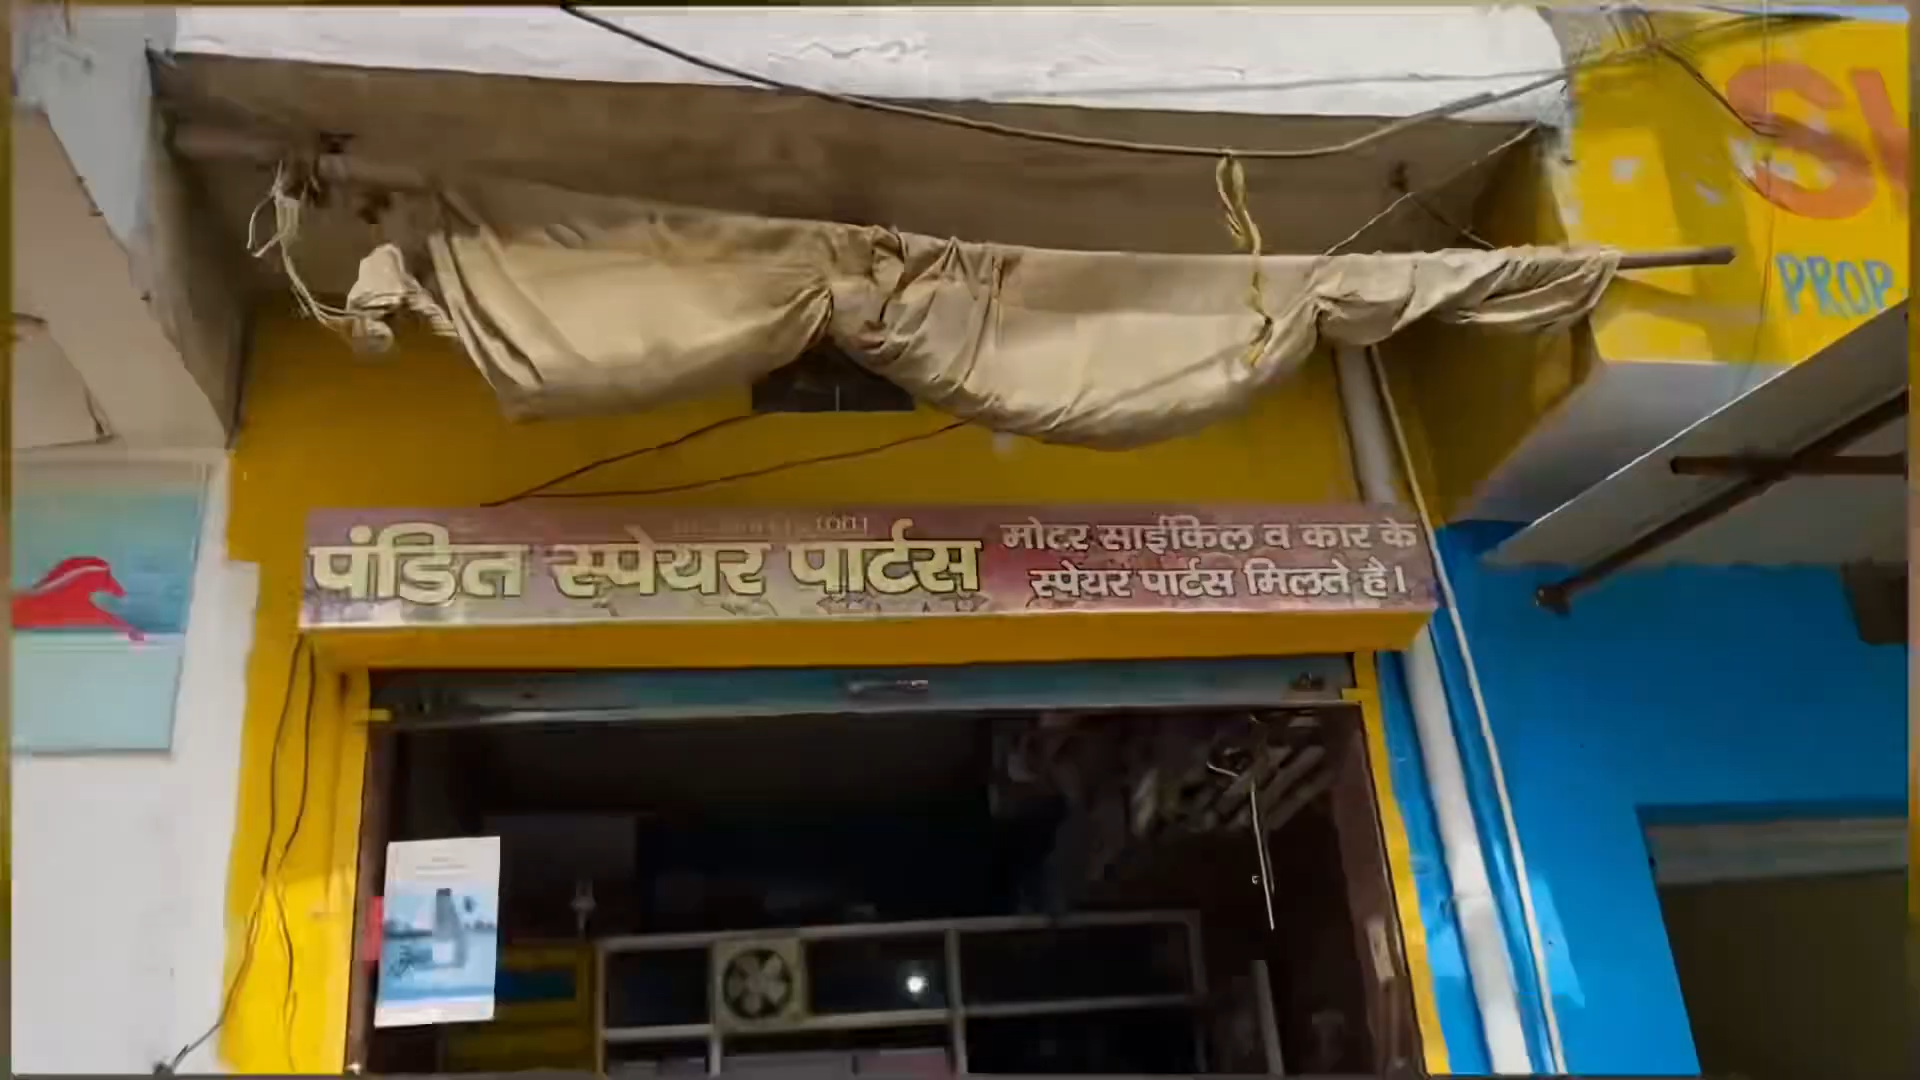 पंडित स्पेयर पार्टस
मोटर साईकिल व कार के
स्पेयर पार्टस मिलते है।
PROP